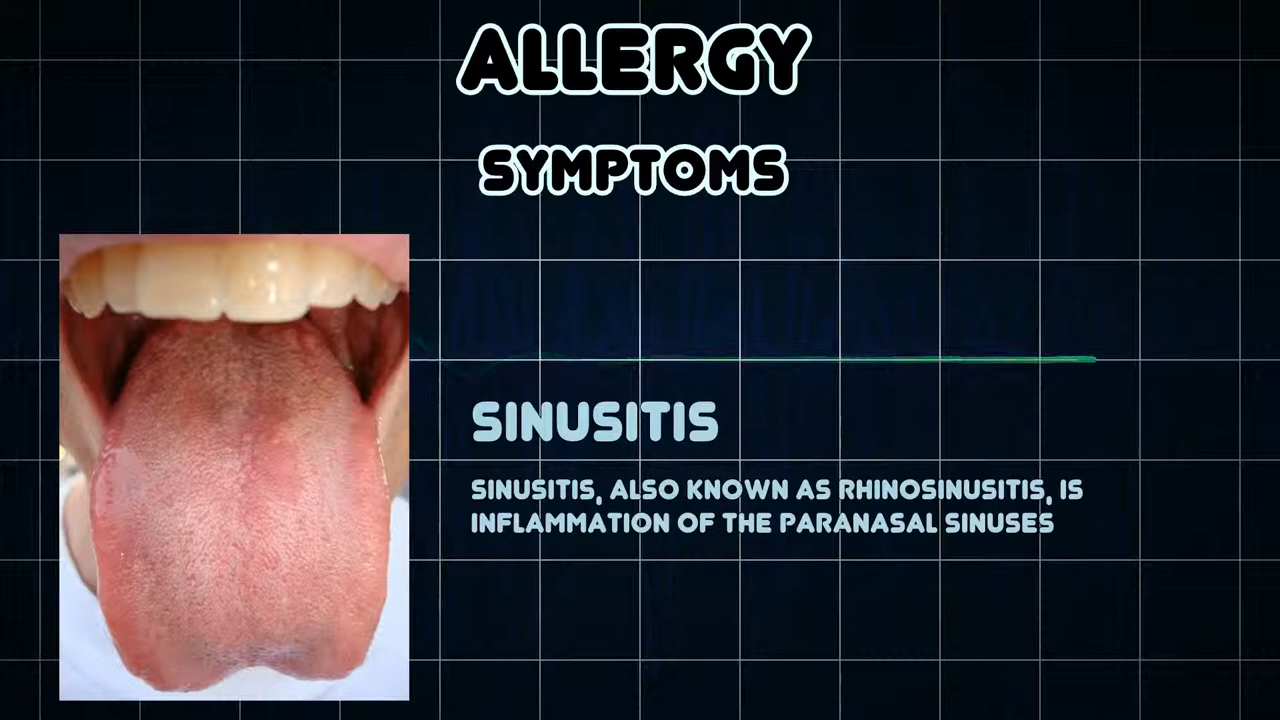 ALLERGY
SYMPTOMS
SINUSITIS
SINUSITIS, ALSO KNOWN AS RHINOSINUSITIS, IS
INFLAMMATION OF THE PARANASAL SINUSES